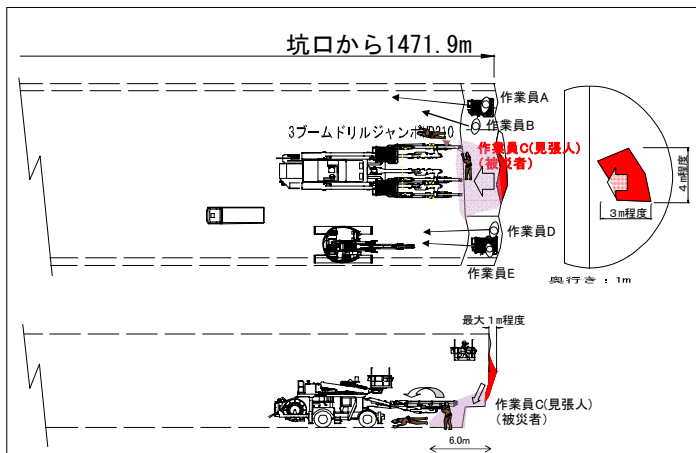 坑口から1471.9m
作業員A
作業員B
3ブームドリルジャンボ
210
作業員C(見張人)
(被災者)
作業員D
作業員E
4m程度
3m程度
奥行き:1m
最大1m程度
作業員C(見張人)
(被災者)
6.0m